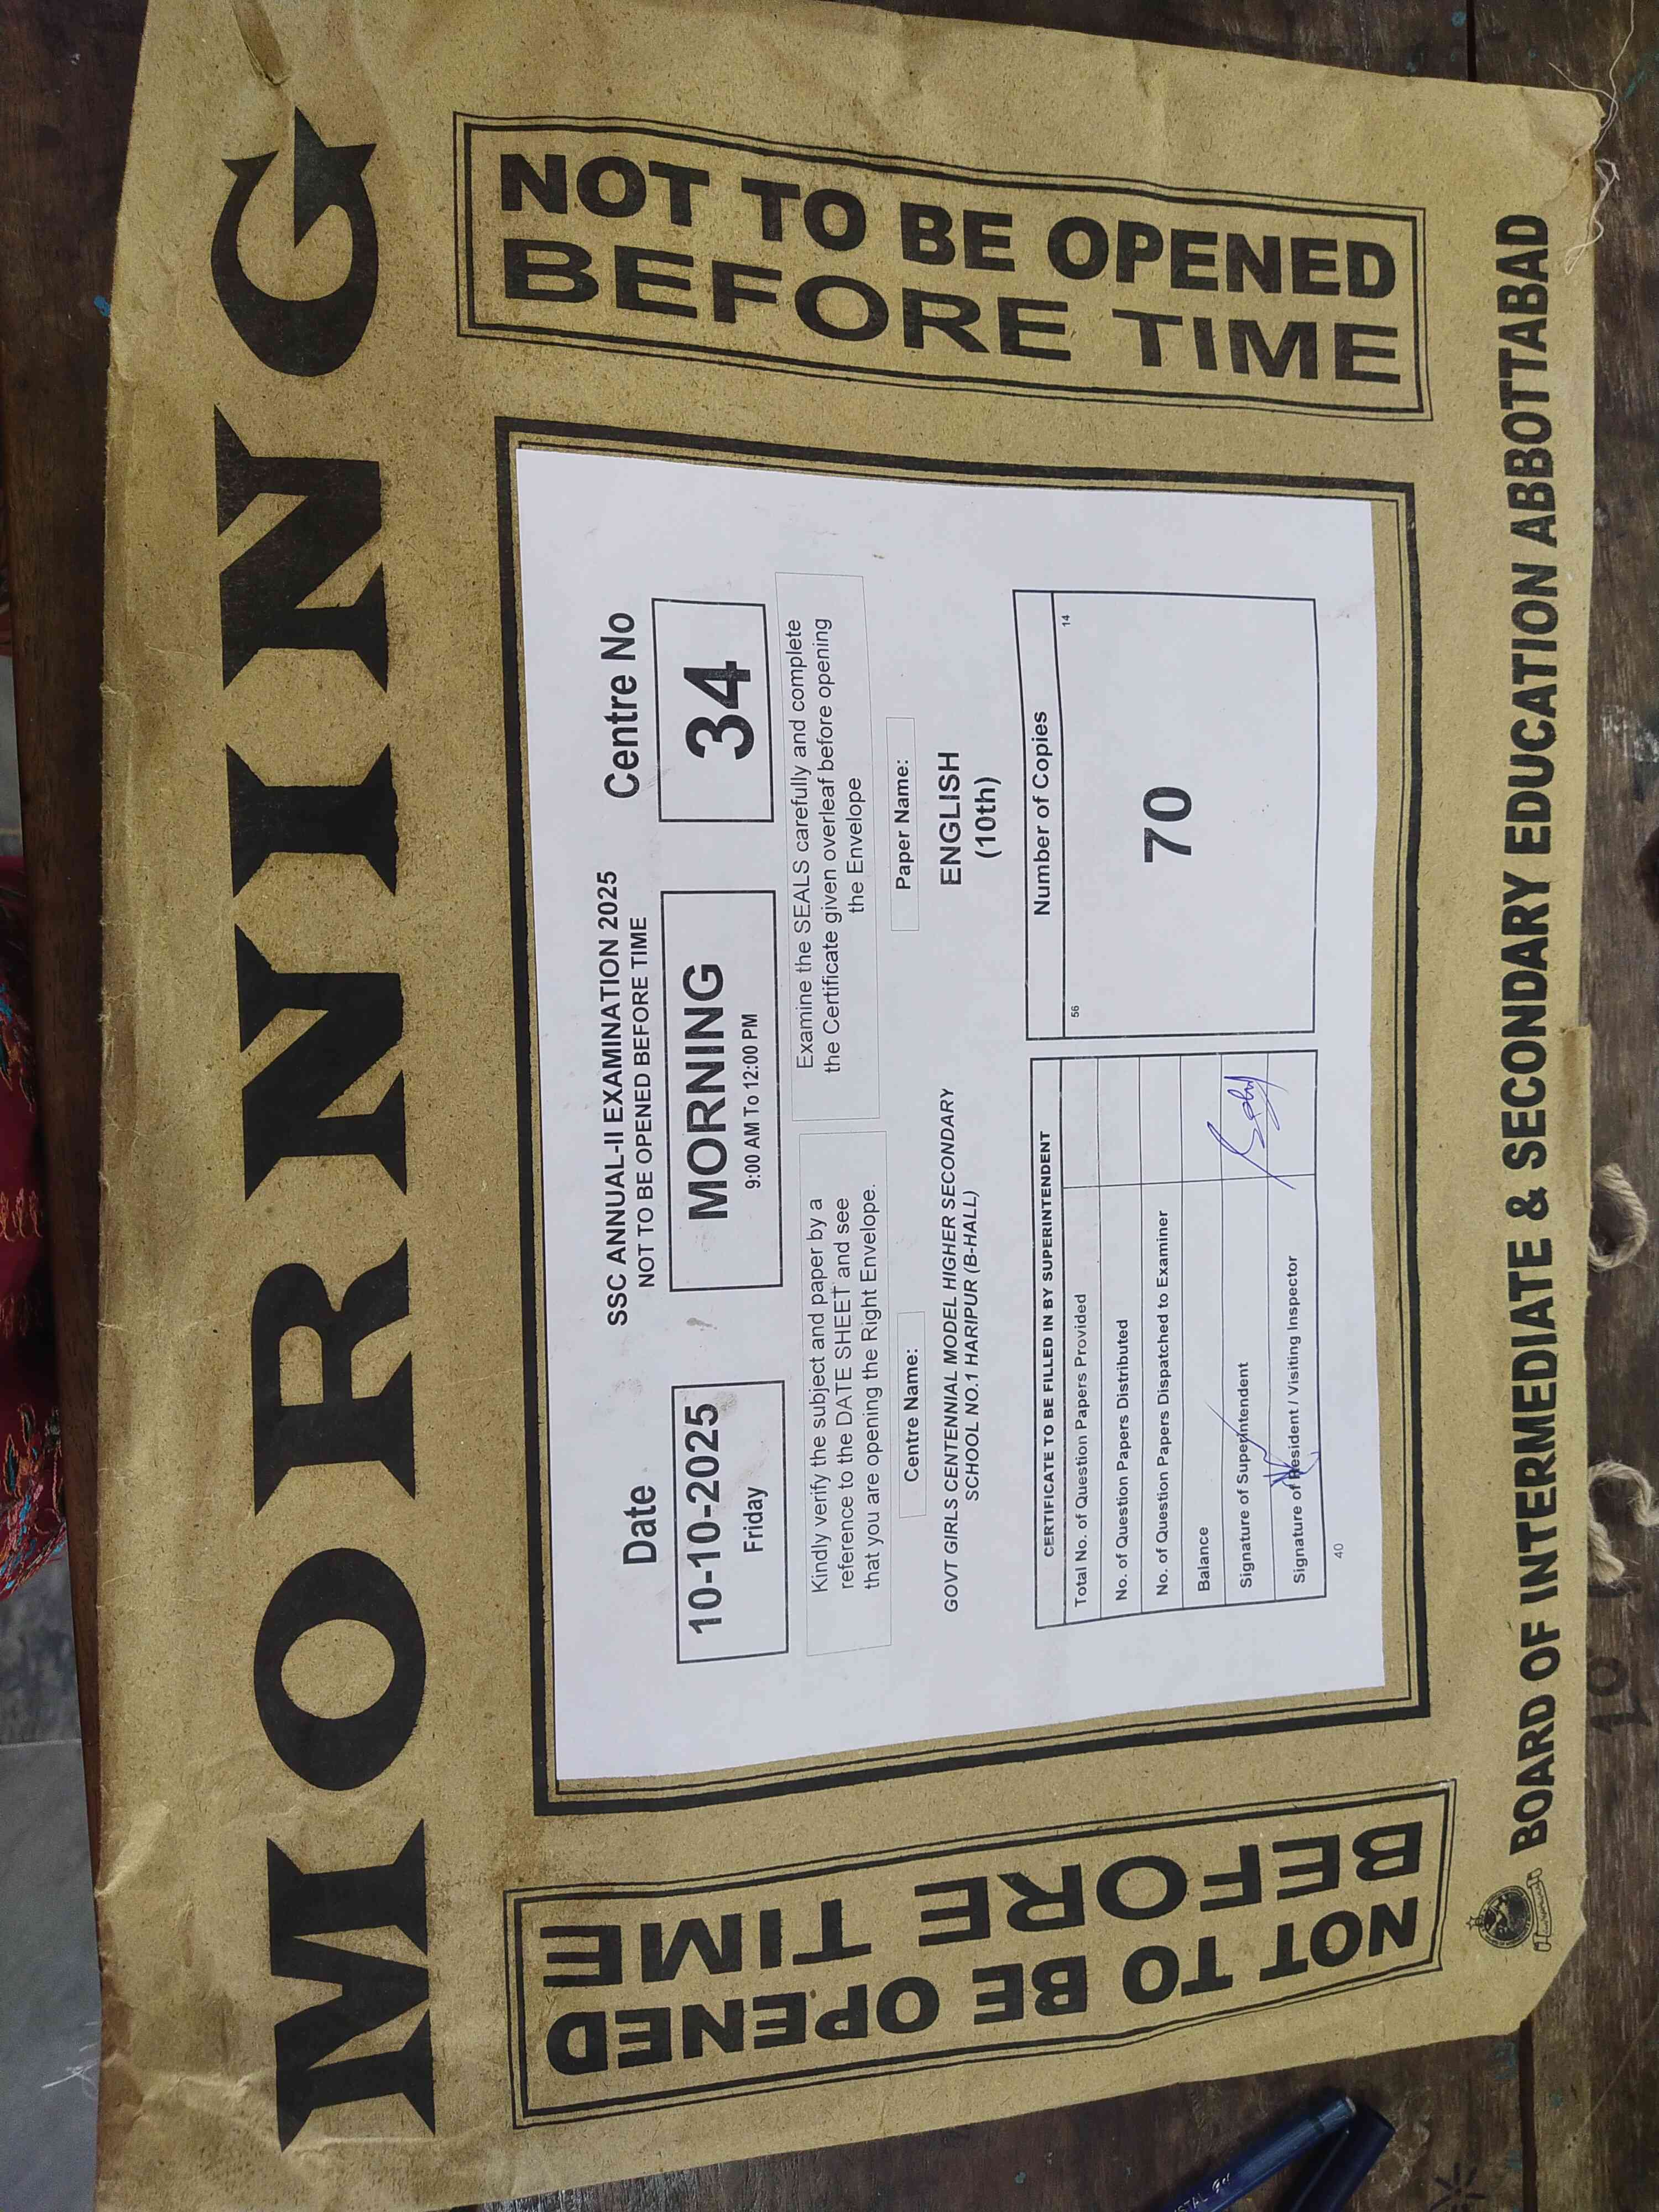 MORNING
NOT TO BE OPENED
BEFORE TIME
NOT TO BE OPENED
BEFORE TIME
Date
SSC ANNUAL-II EXAMINATION 2025
NOT TO BE OPENED BEFORE TIME
Centre No
10-10-2025
Friday
MORNING
9:00 AM To 12:00 PM
34
Kindly verify the subject and paper by a
reference to the DATE SHEET and see
that you are opening the Right Envelope.
Examine the SEALS carefully and complete
the Certificate given overleaf before opening
the Envelope
Centre Name:
Paper Name:
GOVT GIRLS CENTENNIAL MODEL HIGHER SECONDARY
SCHOOL NO.1 HARIPUR (B-HALL)
ENGLISH
(10th)
CERTIFICATE TO BE FILLED IN BY SUPERINTENDENT
Total No. of Question Papers Provided
No. of Question Papers Distributed
No. of Question Papers Dispatched to Examiner
Balance
Signature of Superintendent
Signature of Resident / Visiting Inspector
Number of Copies
56
14
70
40
BOARD OF INTERMEDIATE & SECONDARY EDUCATION ABBOTTABAD